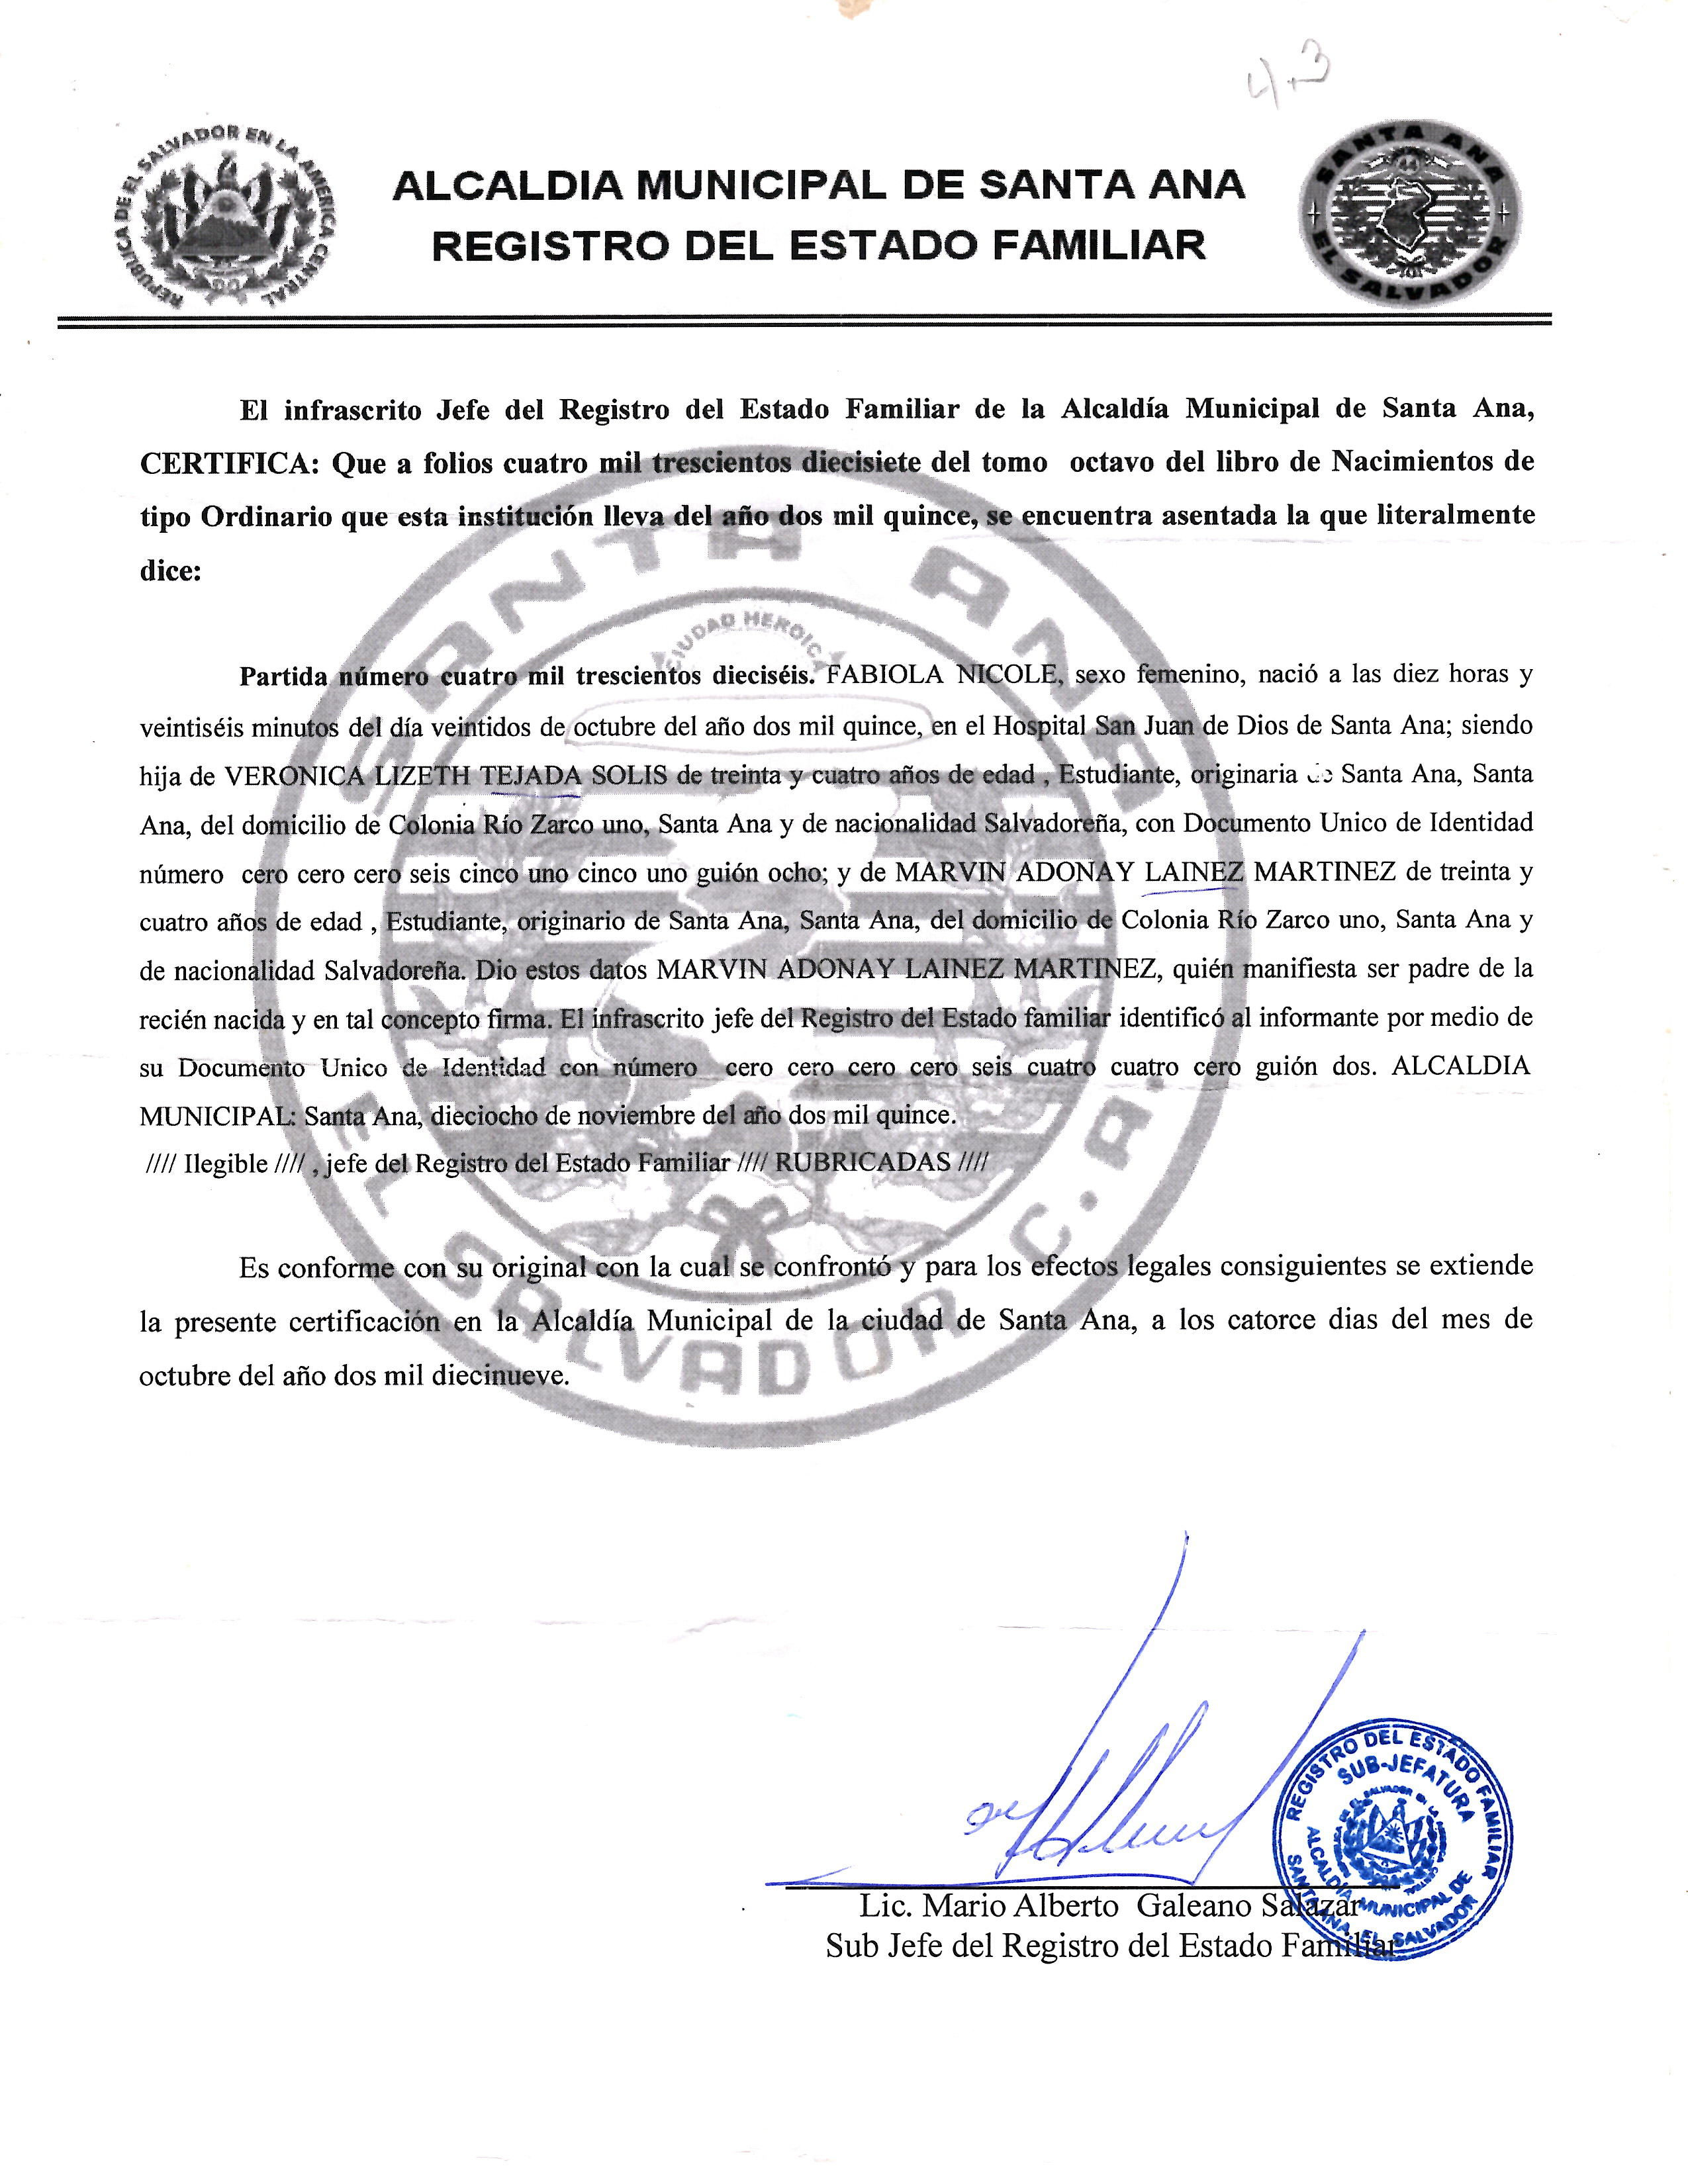 4+3
REPUBLICA DE EL SALVADOR EN LA AMERICA CENTRAL
ALCALDIA MUNICIPAL DE SANTA ANA
REGISTRO DEL ESTADO FAMILIAR
SANTA ANA
EL SALVADOR
El infrascrito Jefe del Registro del Estado Familiar de la Alcaldía Municipal de Santa Ana,
CERTIFICA: Que a folios cuatro mil trescientos diecisiete del tomo octavo del libro de Nacimientos de
tipo Ordinario que esta institución lleva del año dos mil quince, se encuentra asentada la que literalmente
dice:
SANTA ANA
CIUDAD HEROICA
EL SALVADOR C.A.
Partida número cuatro mil trescientos dieciséis. FABIOLA NICOLE, sexo femenino, nació a las diez horas y
veintiséis minutos del día veintidos de octubre del año dos mil quince, en el Hospital San Juan de Dios de Santa Ana; siendo
hija de VERONICA LIZETH TEJADA SOLIS de treinta y cuatro años de edad , Estudiante, originaria de Santa Ana, Santa
Ana, del domicilio de Colonia Río Zarco uno, Santa Ana y de nacionalidad Salvadoreña, con Documento Unico de Identidad
número cero cero cero seis cinco uno cinco uno guión ocho; y de MARVIN ADONAY LAINEZ MARTINEZ de treinta y
cuatro años de edad , Estudiante, originario de Santa Ana, Santa Ana, del domicilio de Colonia Río Zarco uno, Santa Ana y
de nacionalidad Salvadoreña. Dio estos datos MARVIN ADONAY LAINEZ MARTINEZ, quién manifiesta ser padre de la
recién nacida y en tal concepto firma. El infrascrito jefe del Registro del Estado familiar identificó al informante por medio de
su Documento Unico de Identidad con número cero cero cero cero seis cuatro cuatro cero guión dos. ALCALDIA
MUNICIPAL: Santa Ana, dieciocho de noviembre del año dos mil quince.
//// Ilegible //// , jefe del Registro del Estado Familiar //// RUBRICADAS ////
Es conforme con su original con la cual se confrontó y para los efectos legales consiguientes se extiende
la presente certificación en la Alcaldía Municipal de la ciudad de Santa Ana, a los catorce dias del mes de
octubre del año dos mil diecinueve.
REGISTRO DEL ESTADO FAMILIAR
SUB-JEFATURA
ALCALDÍA MUNICIPAL DE
SANTA ANA, EL SALVADOR
Lic. Mario Alberto Galeano Salazar
Sub Jefe del Registro del Estado Familiar